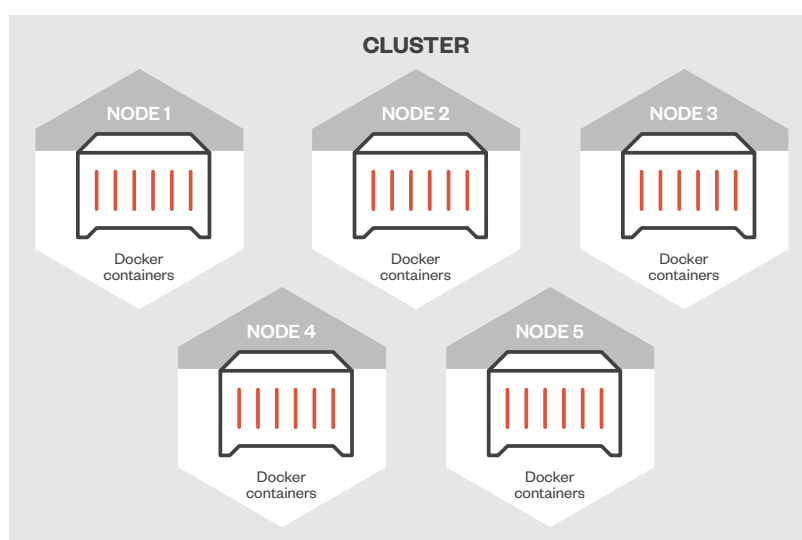 CLUSTER
NODE 1
NODE 2
NODE 3
Docker
containers
Docker
containers
Docker
containers
NODE 4
NODE 5
Docker
containers
Docker
containers